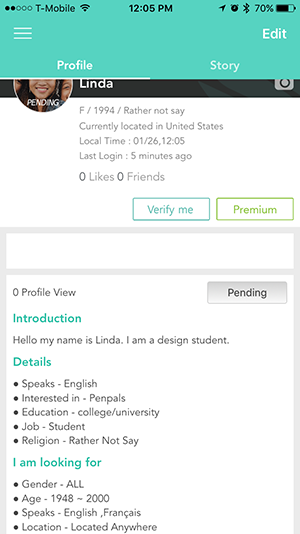 T-Mobile 12:05 PM 70%
Edit
Profile Story
Linda
PENDING
F / 1994 / Rather not say
Currently located in United States
Local Time : 01/26,12:05
Last Login : 5 minutes ago
0 Likes 0 Friends
Verify me Premium
0 Profile View Pending
Introduction
Hello my name is Linda. I am a design student.
Details
● Speaks - English
● Interested in - Penpals
● Education - college/university
● Job - Student
● Religion - Rather Not Say
I am looking for
● Gender - ALL
● Age - 1948 ~ 2000
● Speaks - English ,Français
● Location - Located Anywhere